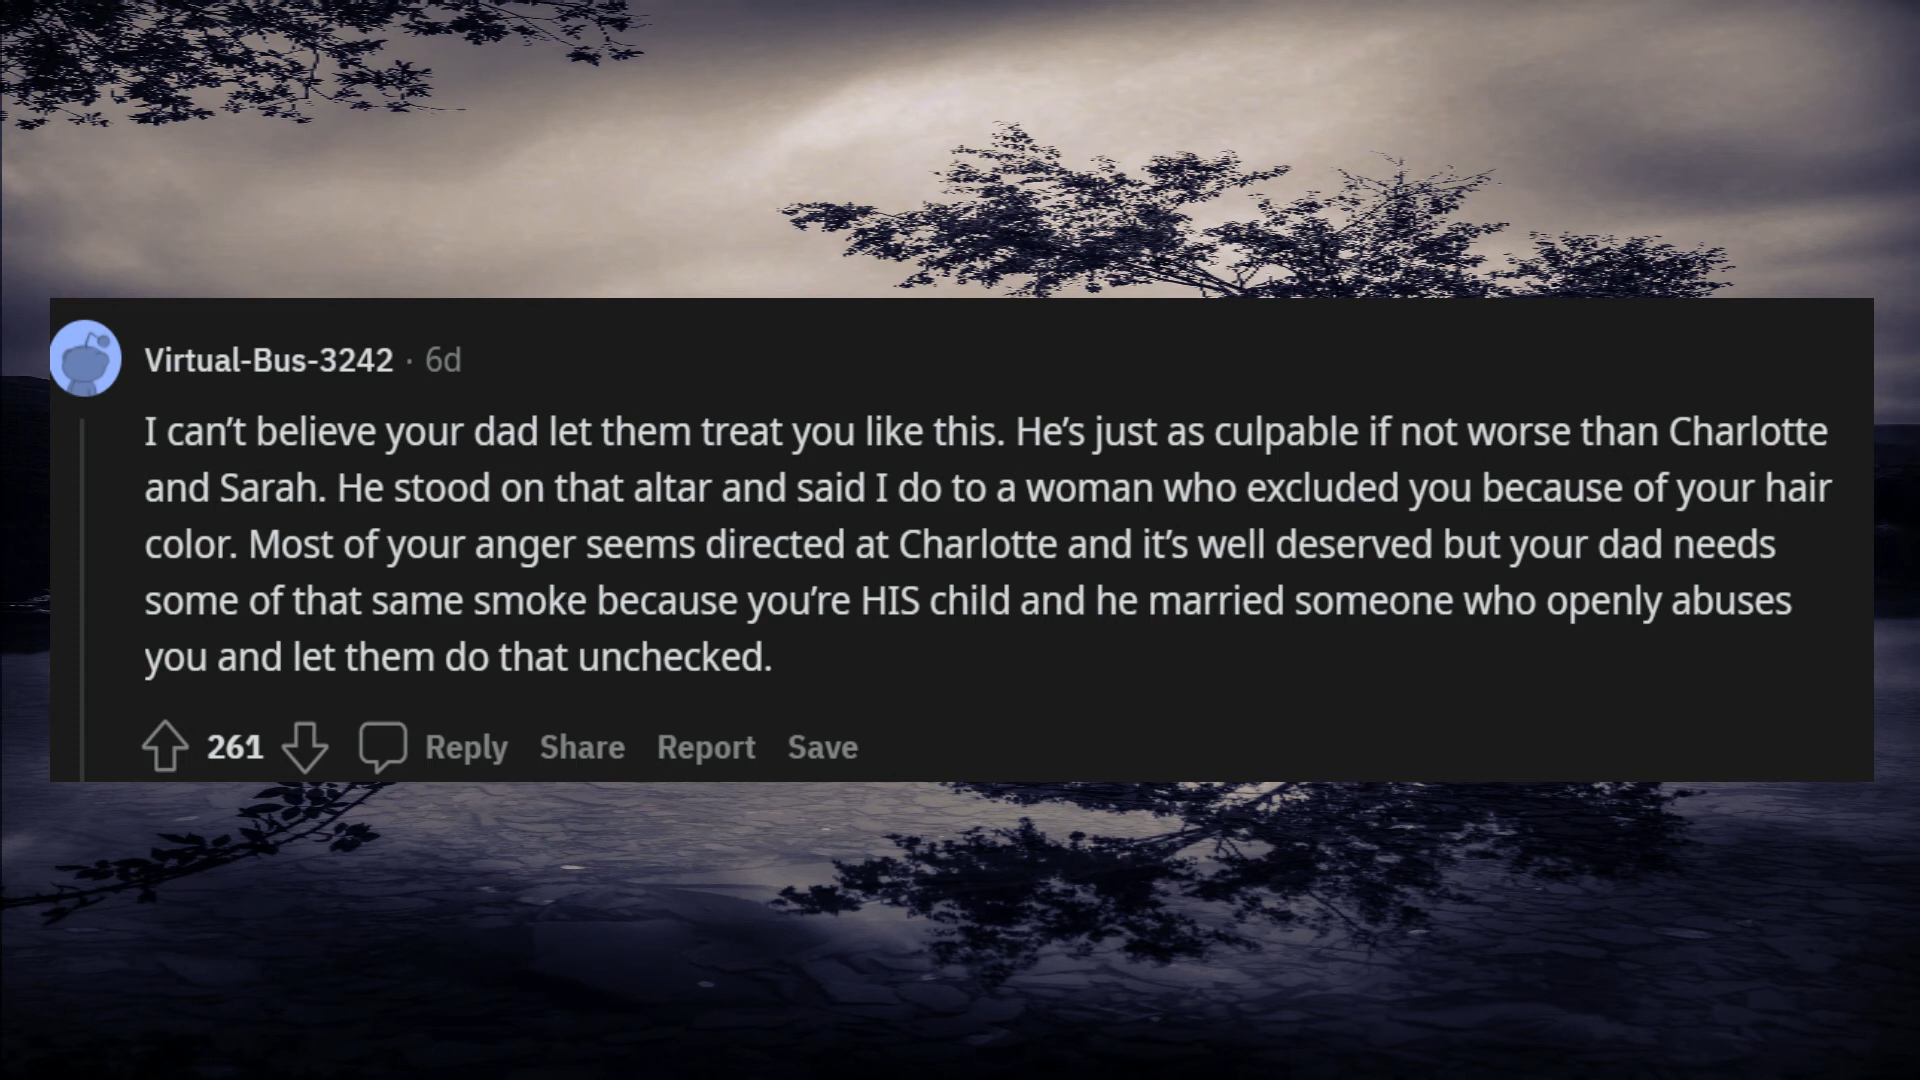 Virtual-Bus-3242 · 6d
I can’t believe your dad let them treat you like this. He’s just as culpable if not worse than Charlotte
and Sarah. He stood on that altar and said I do to a woman who excluded you because of your hair
color. Most of your anger seems directed at Charlotte and it’s well deserved but your dad needs
some of that same smoke because you’re HIS child and he married someone who openly abuses
you and let them do that unchecked.
261 Reply Share Report Save